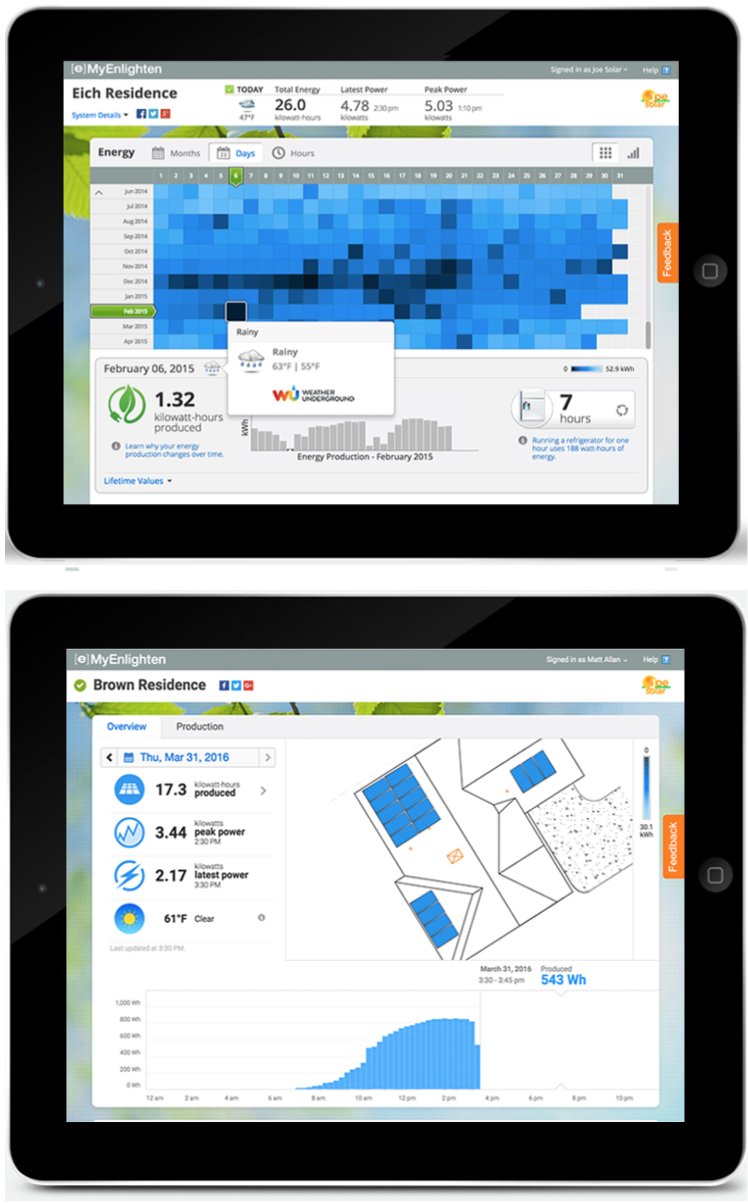 [e]MyEnlighten
Signed in as Joe Solar
Help ?
Eich Residence
TODAY Total Energy Latest Power Peak Power
26.0 4.78 2:30 pm 5.03 1:10 pm
47°F kilowatt-hours kilowatts kilowatts
System Details
Joe Solar
Energy Months 23 Days Hours
1 2 3 4 5 6 7 8 9 10 11 12 13 14 15 16 17 18 19 20 21 22 23 24 25 26 27 28 29 30 31
Jun 2014
Jul 2014
Aug 2014
Sep 2014
Oct 2014
Nov 2014
Dec 2014
Jan 2015
Feb 2015
Mar 2015
Apr 2015
Feedback
Rainy
Rainy
63°F | 55°F
WU WEATHER
UNDERGROUND
February 06, 2015
0 52.9 kWh
1.32
kilowatt-hours
produced
Learn why your energy
production changes over time.
kWh
Energy Production - February 2015
7
hours
Running a refrigerator for one
hour uses 188 watt-hours of
energy.
Lifetime Values
[e]MyEnlighten
Signed in as Matt Allan
Help ?
Brown Residence
Joe Solar
Overview Production
Thu, Mar 31, 2016
17.3 kilowatt-hours
produced
kilowatts
3.44 peak power
2:30 PM
kilowatts
2.17 latest power
3:30 PM
61°F Clear
Last updated at 3:30 PM.
0
30.1
kWh
Feedback
March 31, 2016 Produced
3:30 - 3:45 pm 543 Wh
1,000 Wh
800 Wh
600 Wh
400 Wh
200 Wh
0 Wh
12 am 2 am 4 am 6 am 8 am 10 am 12 pm 2 pm 4 pm 6 pm 8 pm 10 pm